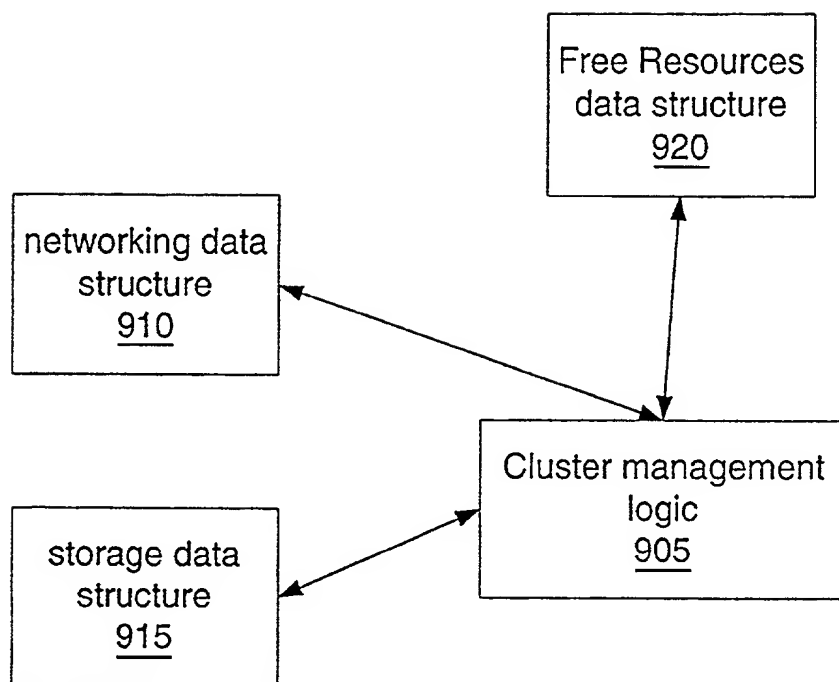 Free Resources
data structure
920
networking data
structure
910
Cluster management
logic
905
storage data
structure
915